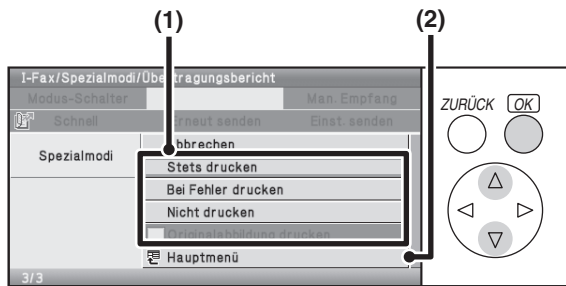 (1) (2)
I-Fax/Spezialmodi/Übertragungsbericht
Modus-Schalter Man. Empfang
Schnell Erneut senden Einst. senden
Spezialmodi
Abbrechen
Stets drucken
Bei Fehler drucken
Nicht drucken
Originalabbildung drucken
Hauptmenü
3/3
ZURÜCK OK